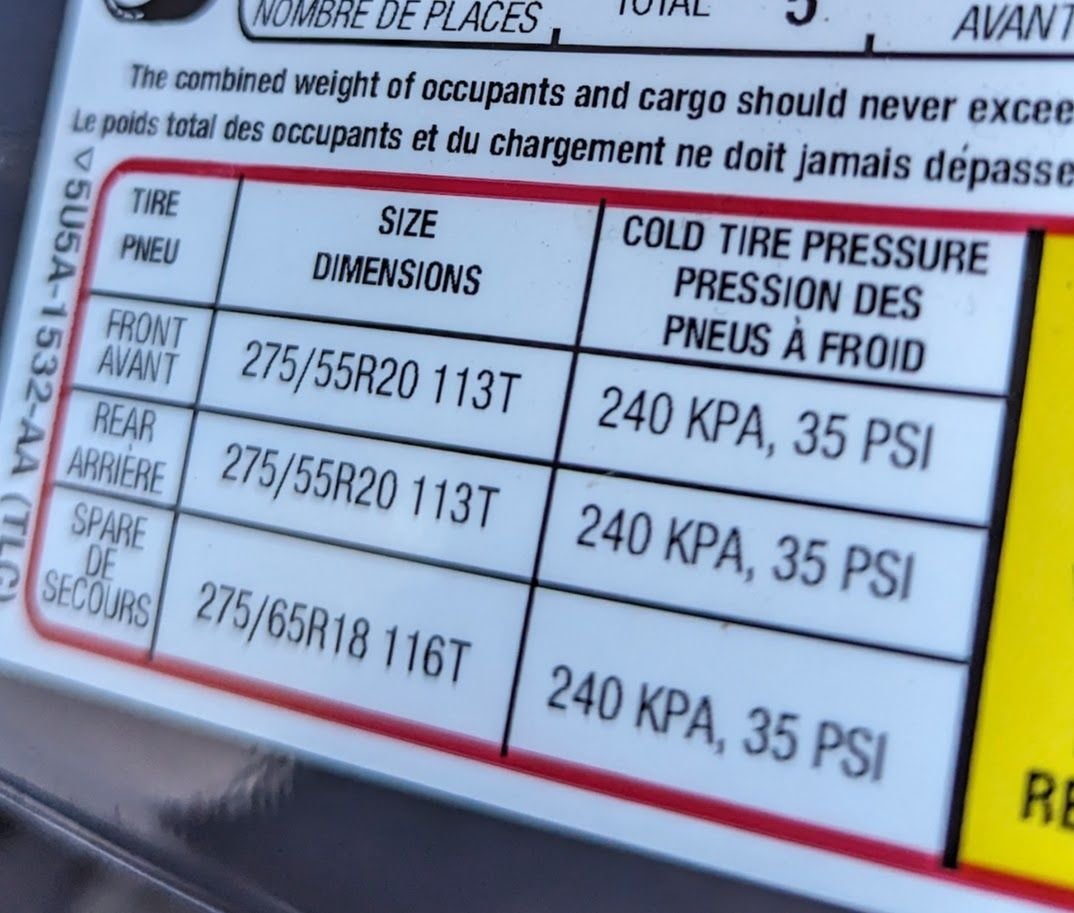 NOMBRE DE PLACES TOTAL 5 AVANT
The combined weight of occupants and cargo should never excee
Le poids total des occupants et du chargement ne doit jamais dépasse
▽5U5A-1532-AA (TLC)
TIRE
PNEU
SIZE
DIMENSIONS
COLD TIRE PRESSURE
PRESSION DES
PNEUS À FROID
FRONT
AVANT
275/55R20 113T
240 KPA, 35 PSI
REAR
ARRIÈRE
275/55R20 113T
240 KPA, 35 PSI
SPARE
DE
SECOURS
275/65R18 116T
240 KPA, 35 PSI
RE